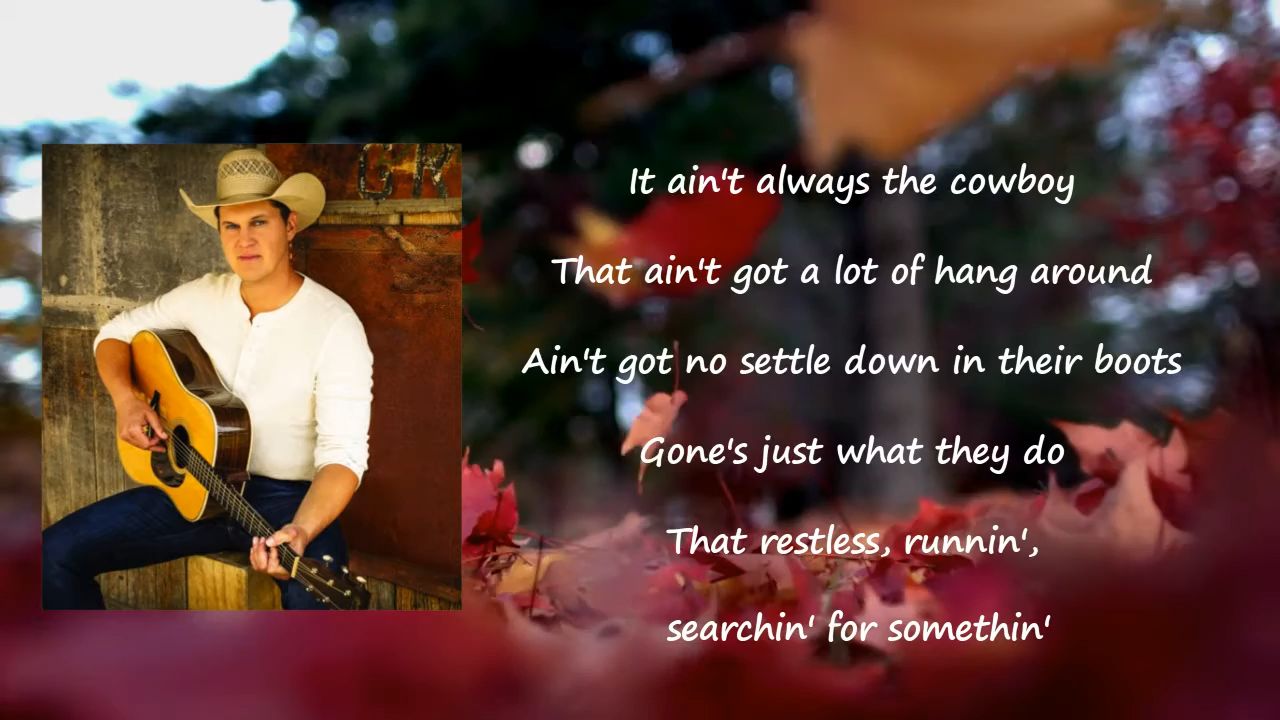 GR
It ain't always the cowboy
That ain't got a lot of hang around
Ain't got no settle down in their boots
Gone's just what they do
That restless, runnin',
searchin' for somethin'